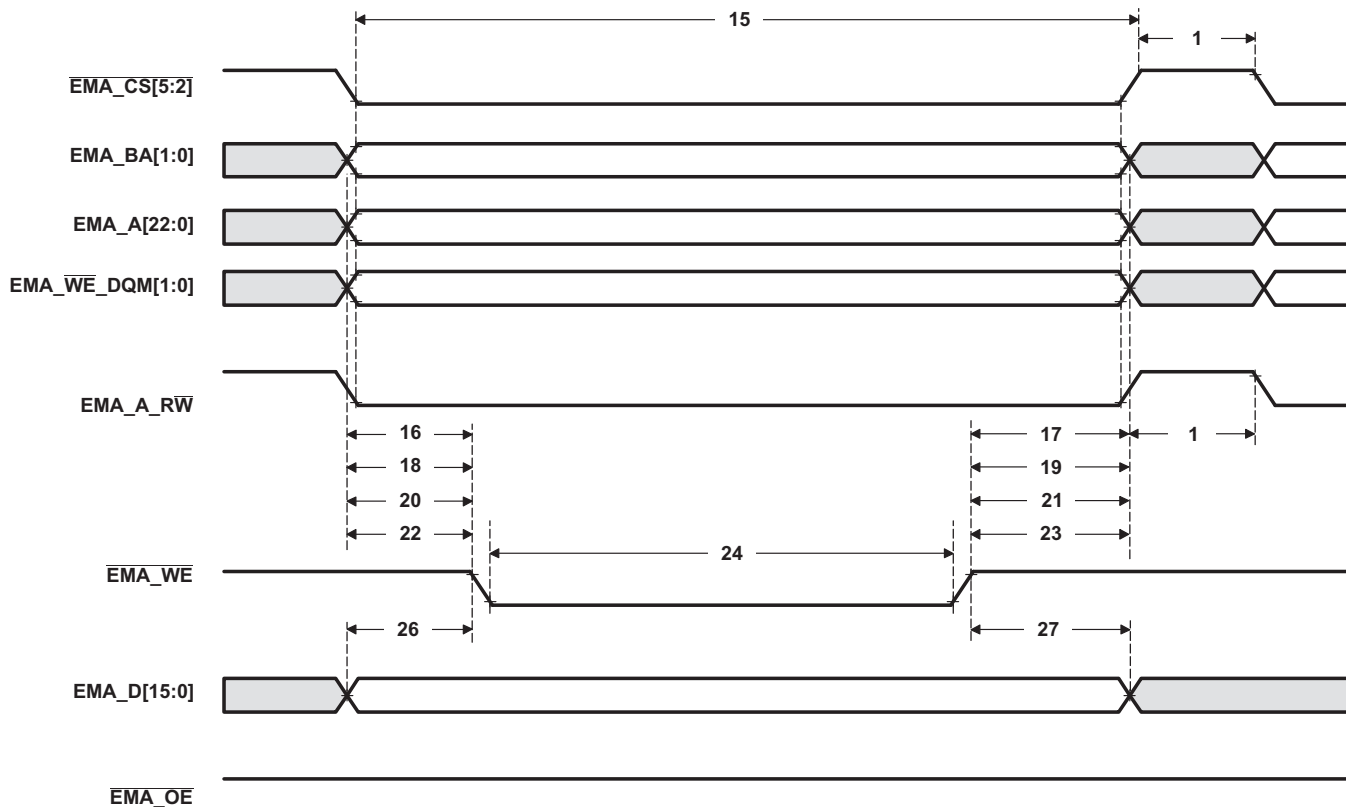 15
1
EMA_CS[5:2]
EMA_BA[1:0]
EMA_A[22:0]
EMA_WE_DQM[1:0]
EMA_A_RW
16 17 1
18 19
20 21
22 23
24
EMA_WE
26 27
EMA_D[15:0]
EMA_OE